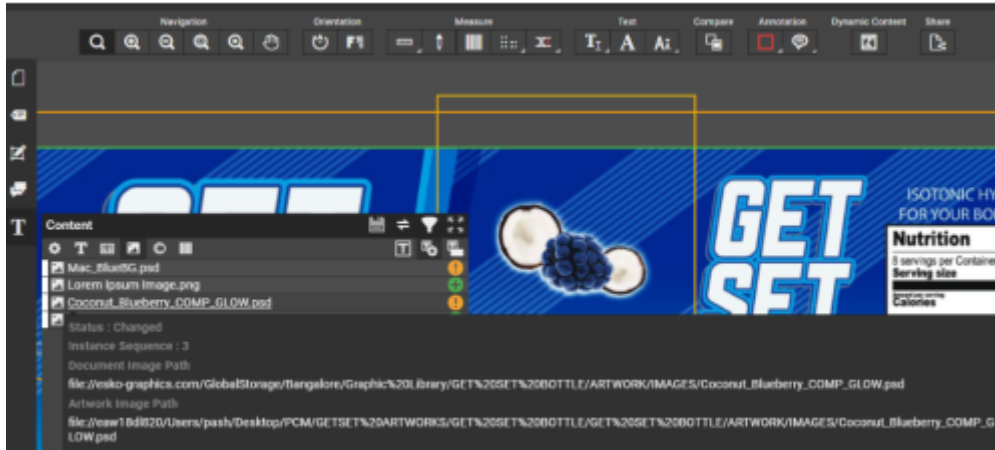 Navigation Orientation Measure Text Compare Annotation Dynamic Content Share
GET
SET
ISOTONIC HY
FOR YOUR BO
Nutrition
8 servings per Containe
Serving size
Calories
Content
Mac_BlueBG.psd
Lorem Ipsum Image.png
Coconut_Blueberry_COMP_GLOW.psd
Status : Changed
Instance Sequence : 3
Document Image Path
file://esko-graphics.com/GlobalStorage/Bangalore/Graphic%20Library/GET%20SET%20BOTTLE/ARTWORK/IMAGES/Coconut_Blueberry_COMP_GLOW.psd
Artwork Image Path
file://eaw18dl820/Users/pash/Desktop/PCM/GETSET%20ARTWORKS/GET%20SET%20BOTTLE/GET%20SET%20BOTTLE/ARTWORK/IMAGES/Coconut_Blueberry_COMP_G
LOW.psd